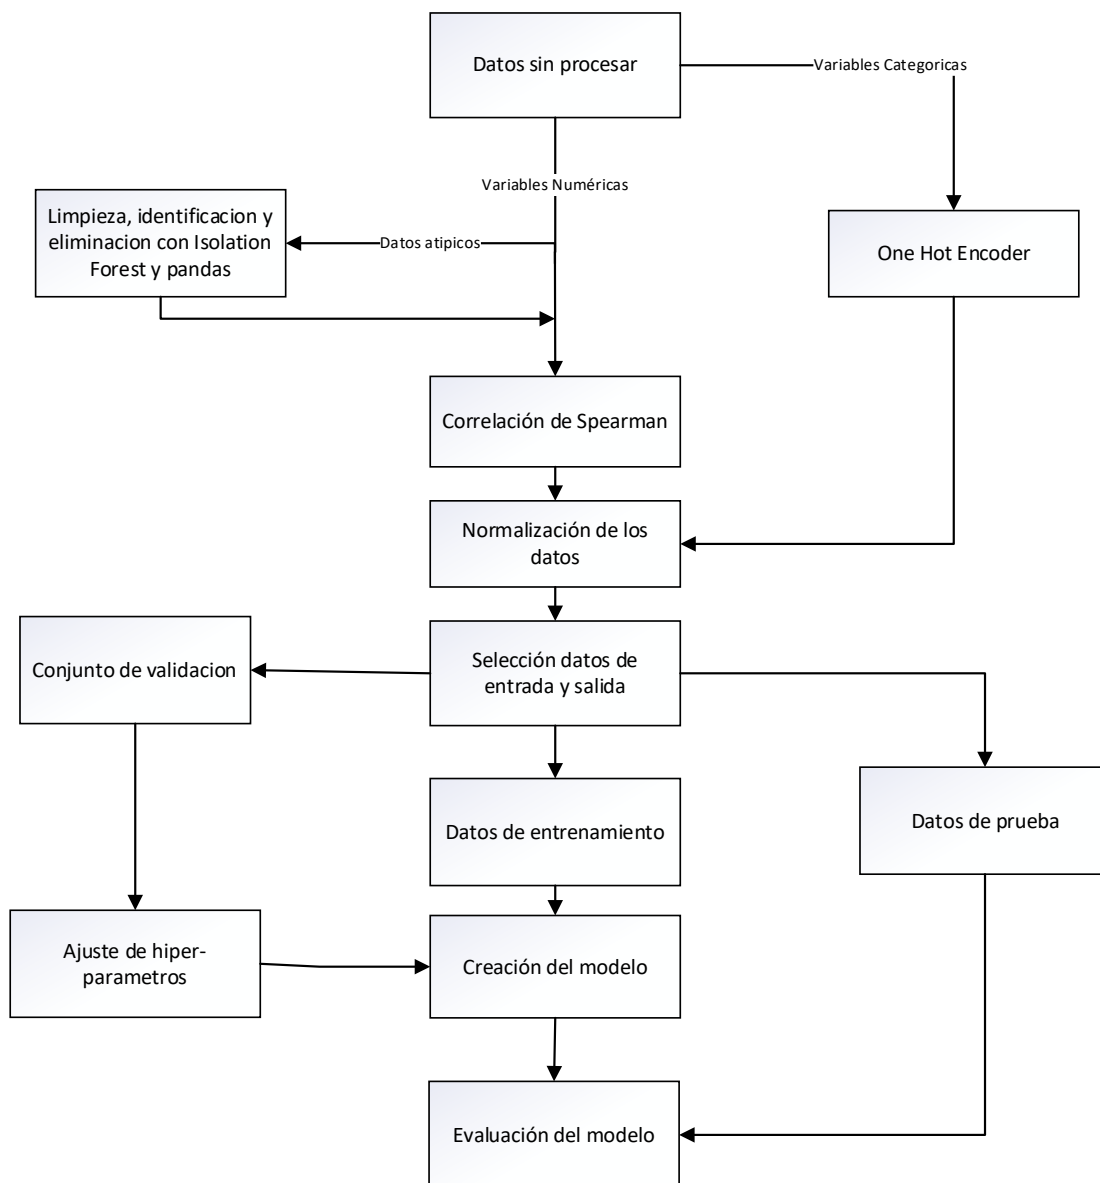 Datos sin procesar
Variables Categoricas
Variables Numéricas
Limpieza, identificacion y
eliminacion con Isolation
Forest y pandas
Datos atipicos
One Hot Encoder
Correlación de Spearman
Normalización de los
datos
Conjunto de validacion
Selección datos de
entrada y salida
Datos de entrenamiento
Datos de prueba
Ajuste de hiper-
parametros
Creación del modelo
Evaluación del modelo